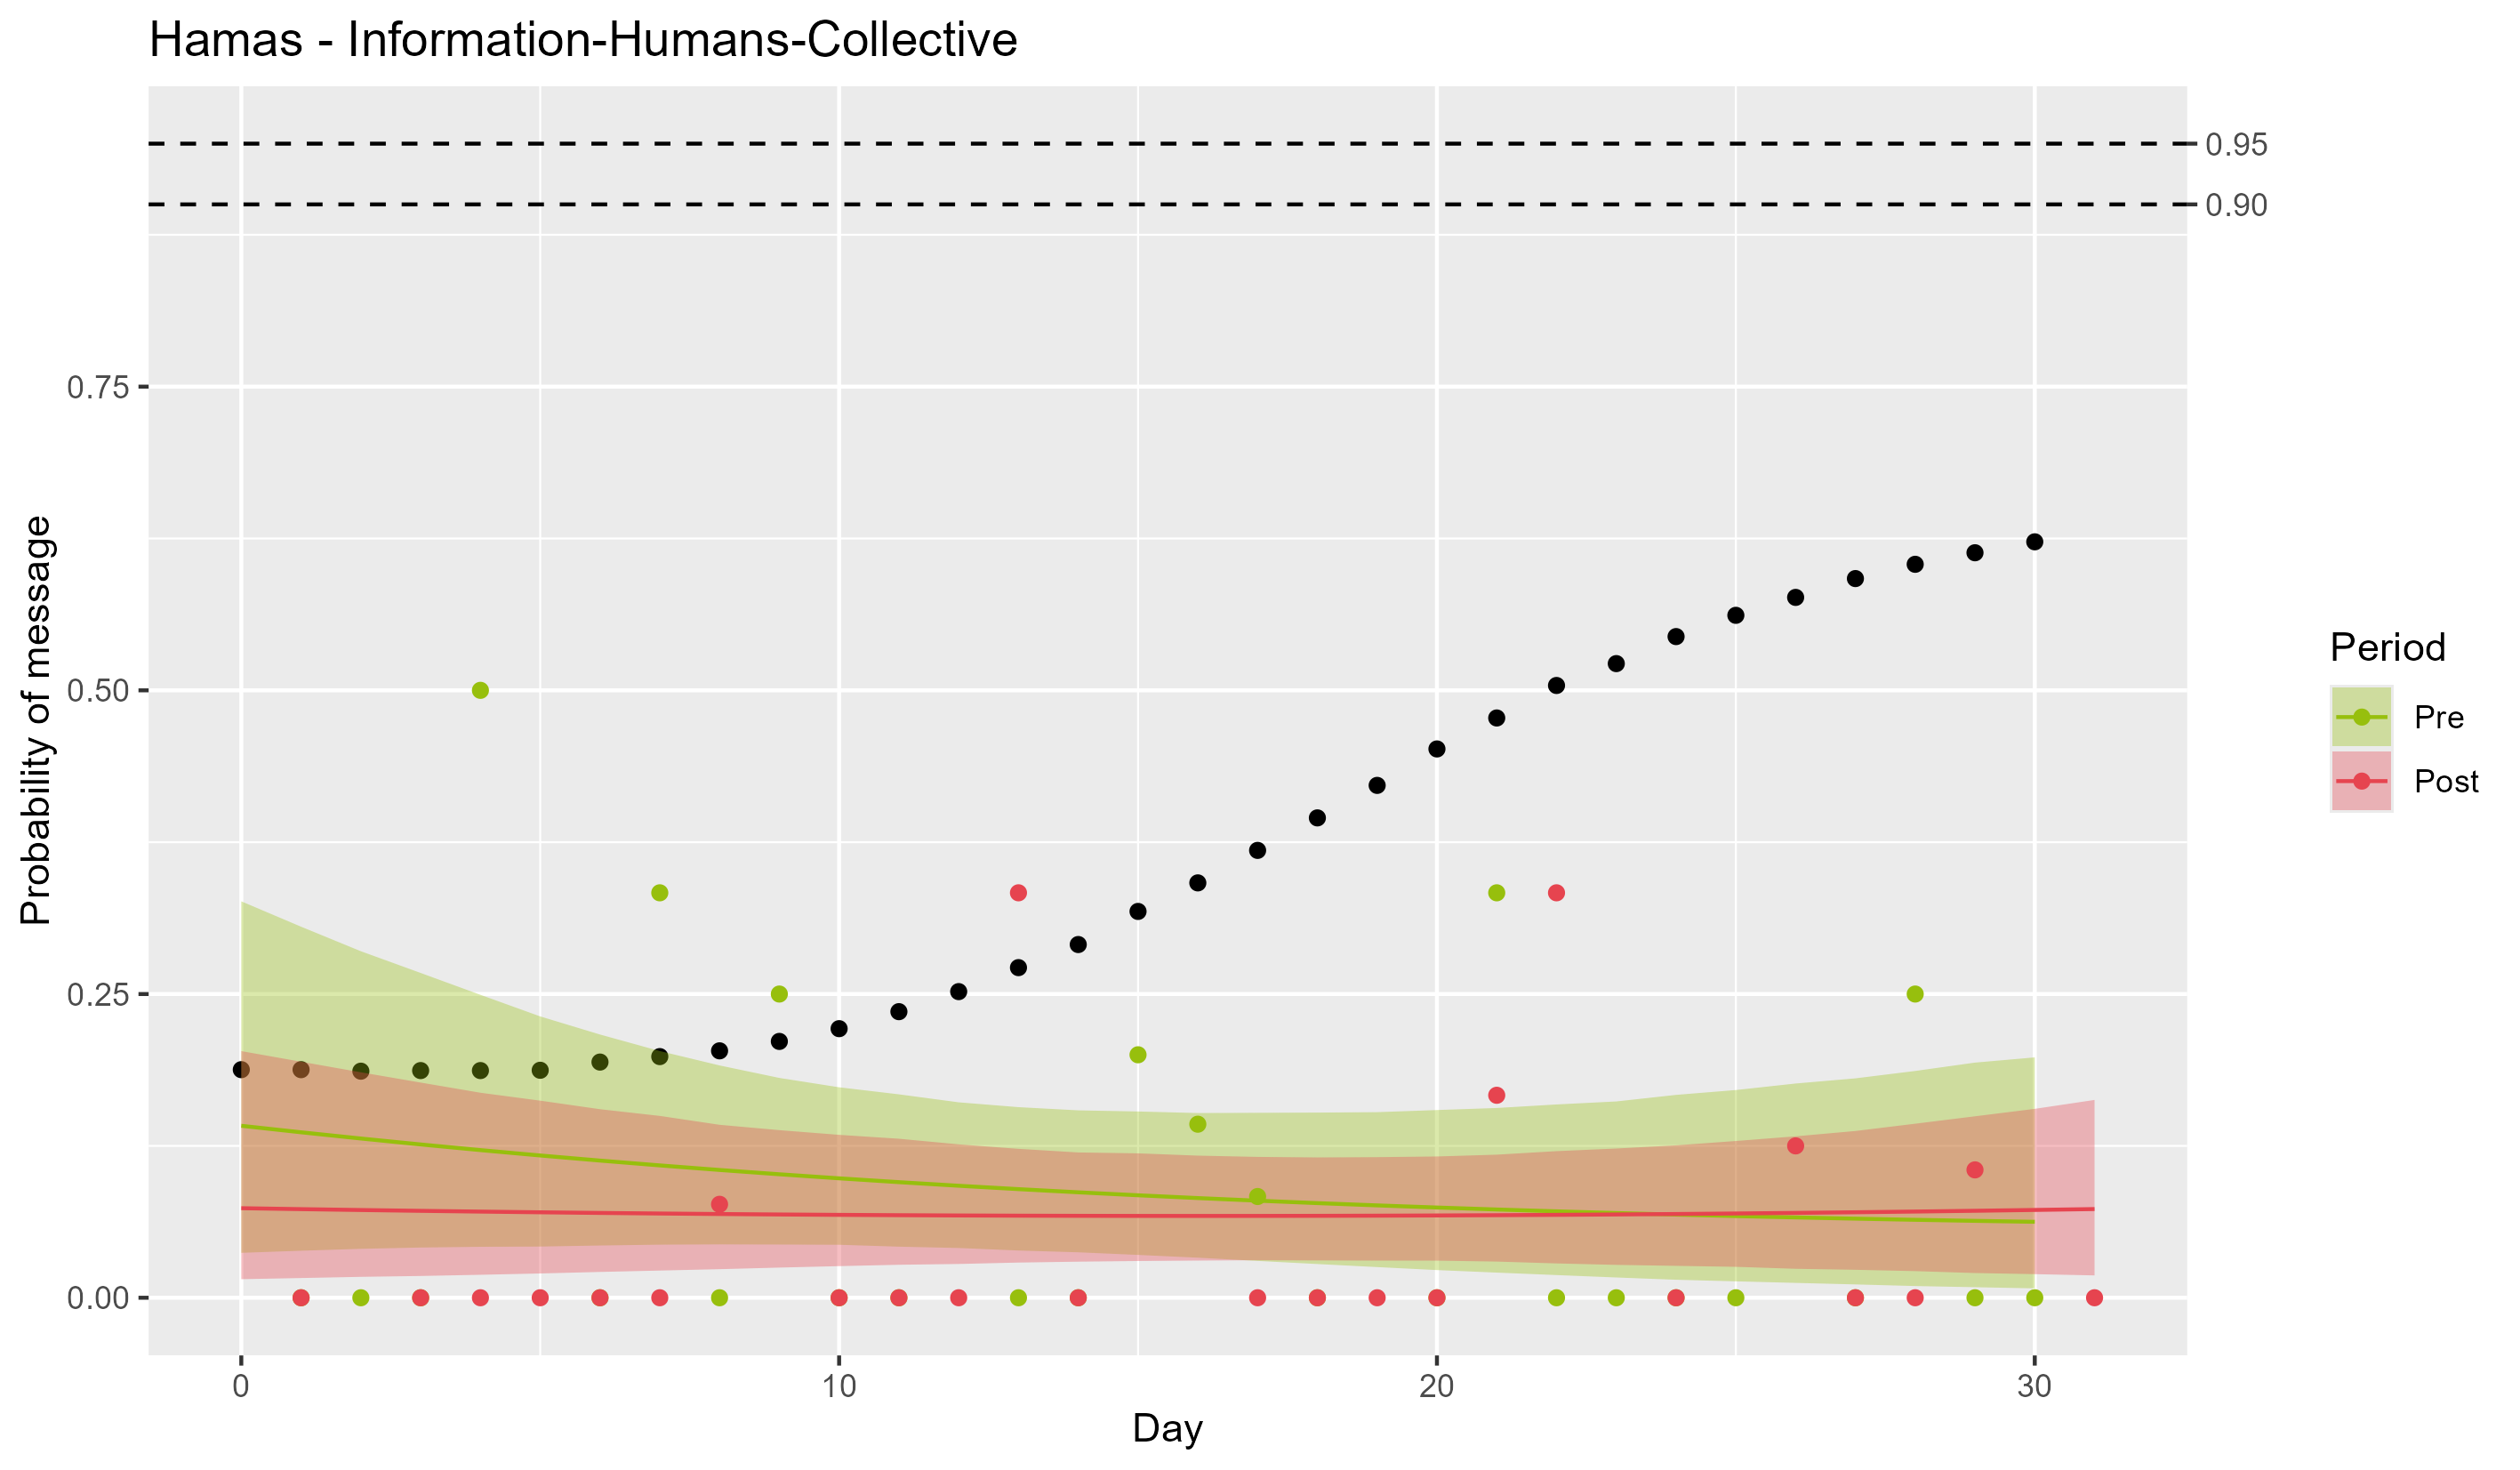 Hamas - Information-Humans-Collective
0.95
0.90
0.75
0.50
0.25
0.00
Probability of message
0
10
20
30
Day
Period
Pre
Post